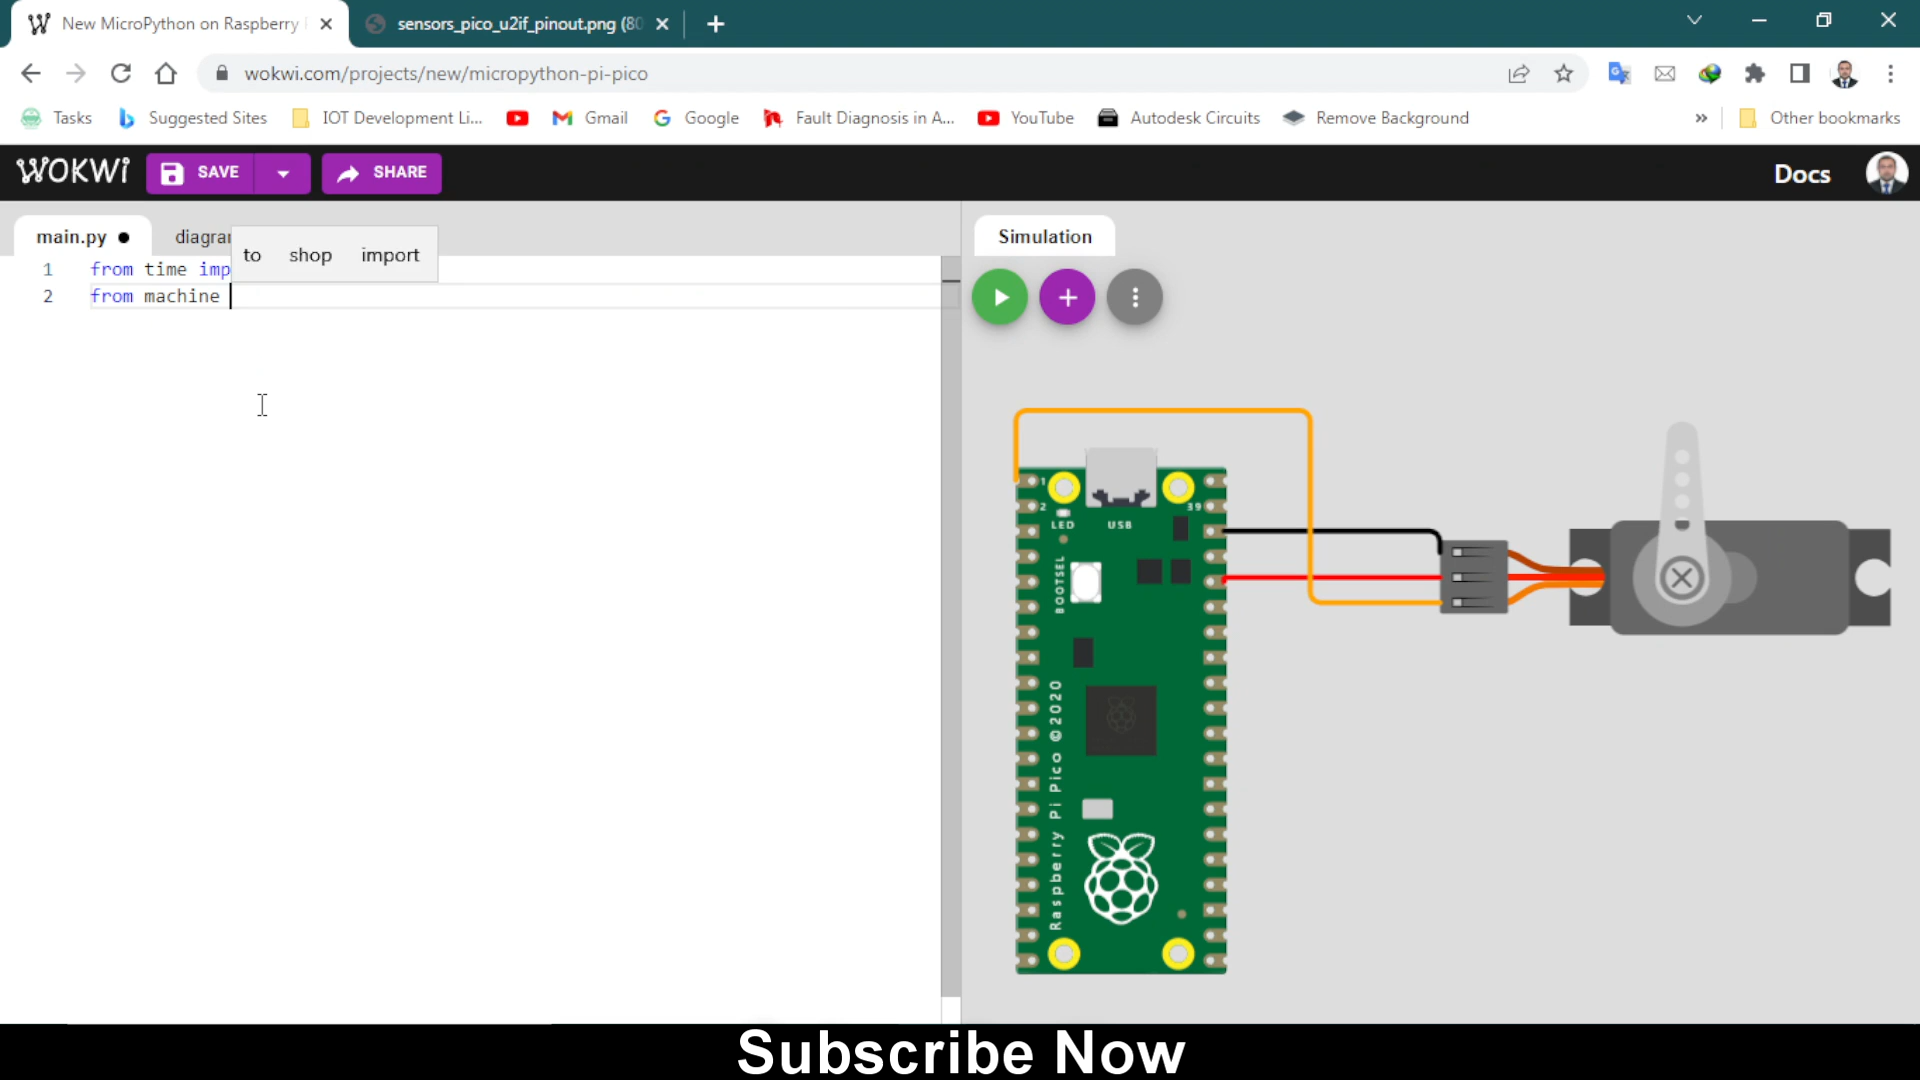 New MicroPython on Raspberry
sensors_pico_u2if_pinout.png (80
wokwi.com/projects/new/micropython-pi-pico
Tasks
Suggested Sites
IOT Development Li...
Gmail
Google
Fault Diagnosis in A...
YouTube
Autodesk Circuits
Remove Background
»
Other bookmarks
WOKWi
SAVE
SHARE
Docs
main.py ●
diagra
to shop import
Simulation
1 from time imp
2 from machine
1
2
39
LED
USB
BOOTSEL
Raspberry Pi Pico ©2020
Subscribe Now